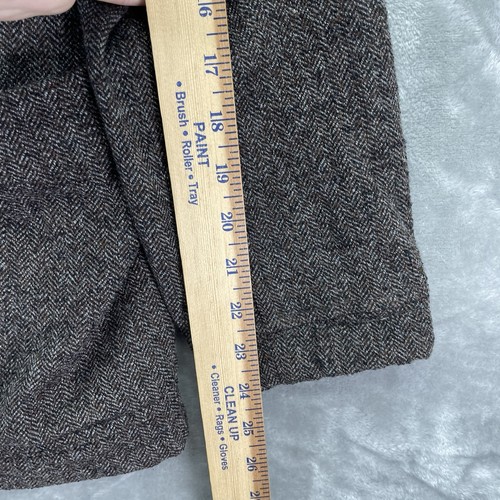 16
17
18
19
20
21
22
23
24
25
26
PAINT
• Brush • Roller • Tray
CLEAN UP
• Cleaner • Rags • Gloves